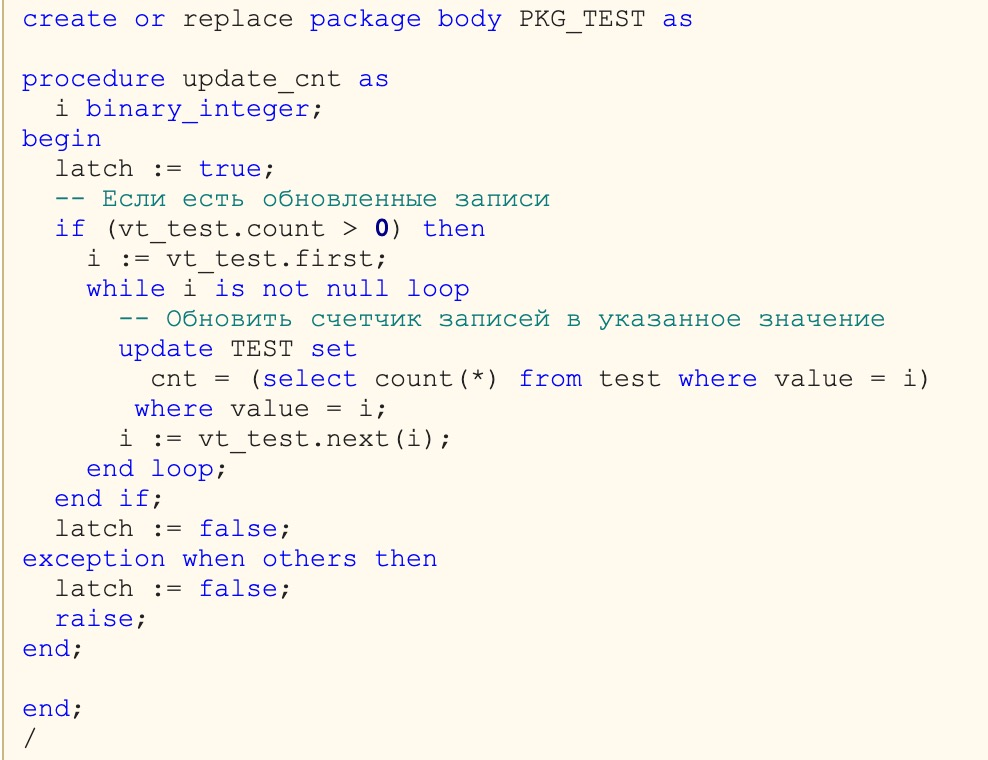 create or replace package body PKG_TEST as

procedure update_cnt as
  i binary_integer;
begin
  latch := true;
  -- Если есть обновленные записи
  if (vt_test.count > 0) then
    i := vt_test.first;
    while i is not null loop
      -- Обновить счетчик записей в указанное значение
      update TEST set
        cnt = (select count(*) from test where value = i)
       where value = i;
      i := vt_test.next(i);
    end loop;
  end if;
  latch := false;
exception when others then
  latch := false;
  raise;
end;

end;
/